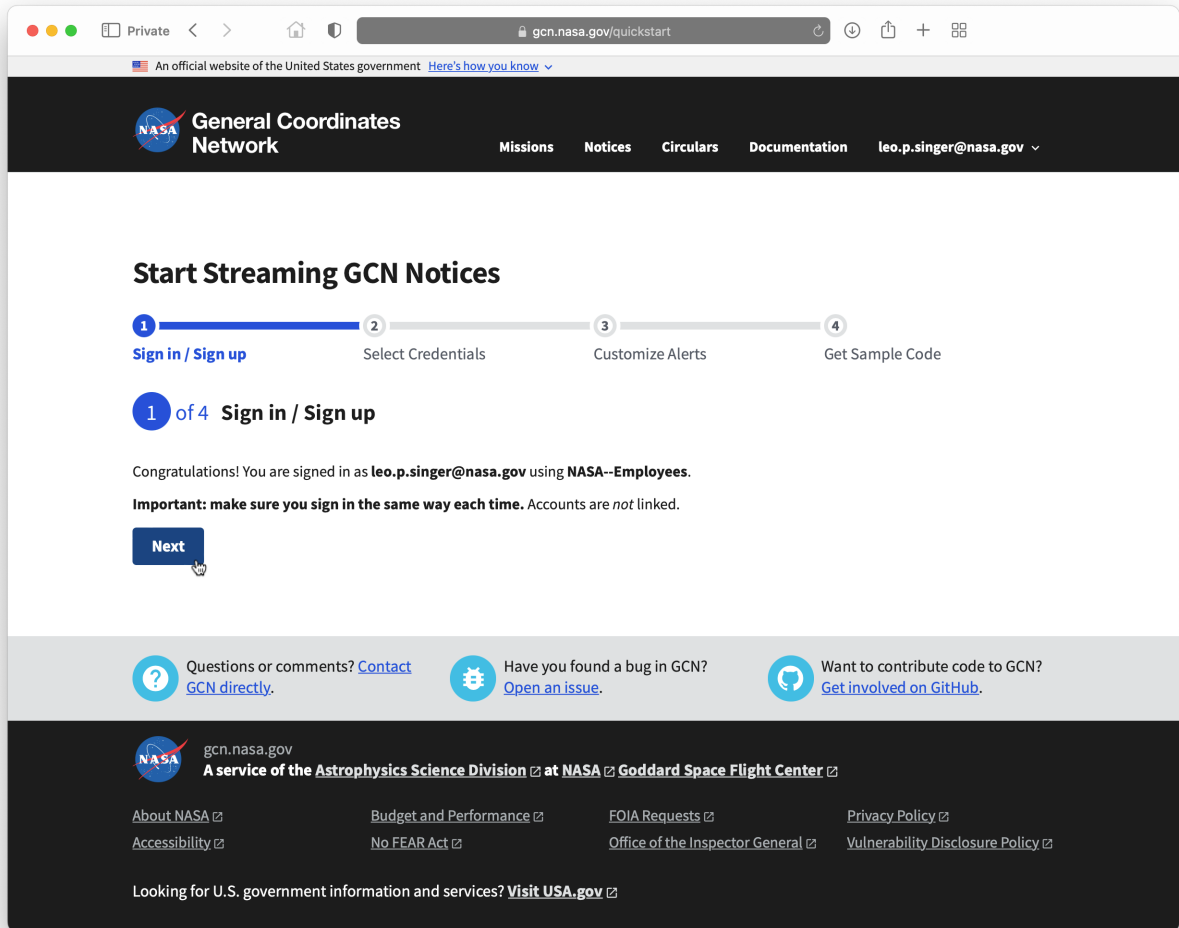 Private
gcn.nasa.gov/quickstart
An official website of the United States government Here's how you know
NASA
General Coordinates
Network
Missions Notices Circulars Documentation leo.p.singer@nasa.gov
Start Streaming GCN Notices
1 2 3 4
Sign in / Sign up Select Credentials Customize Alerts Get Sample Code
1 of 4 Sign in / Sign up
Congratulations! You are signed in as leo.p.singer@nasa.gov using NASA--Employees.
Important: make sure you sign in the same way each time. Accounts are not linked.
Next
Questions or comments? Contact
GCN directly.
Have you found a bug in GCN?
Open an issue.
Want to contribute code to GCN?
Get involved on GitHub.
NASA
gcn.nasa.gov
A service of the Astrophysics Science Division at NASA Goddard Space Flight Center
About NASA Budget and Performance FOIA Requests Privacy Policy
Accessibility No FEAR Act Office of the Inspector General Vulnerability Disclosure Policy
Looking for U.S. government information and services? Visit USA.gov